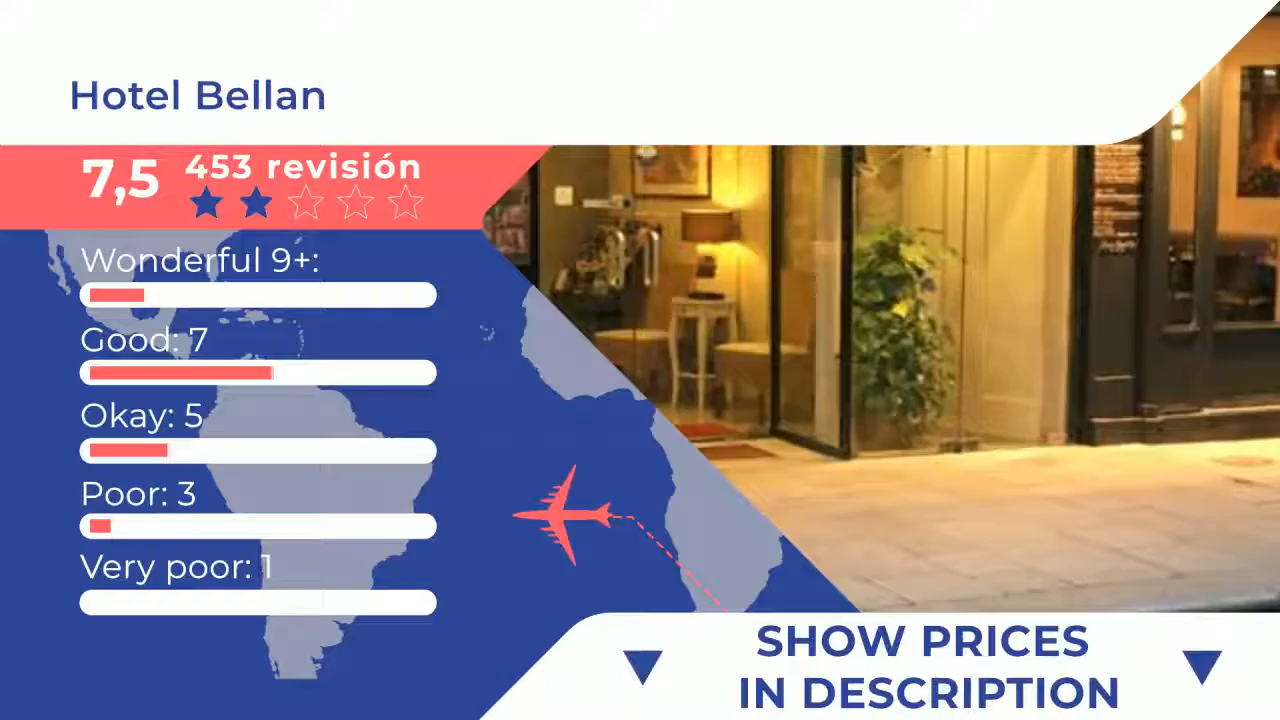 Hotel Bellan
7,5
453 revisión
Wonderful 9+:
Good: 7
Okay: 5
Poor: 3
Very poor: 1
SHOW PRICES
IN DESCRIPTION